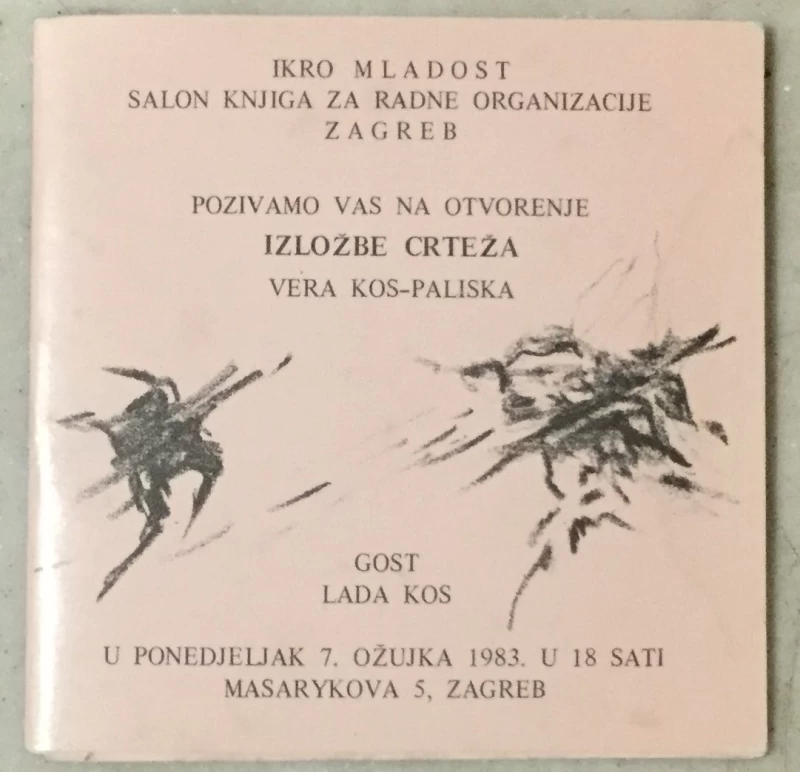 IKRO MLADOST
SALON KNJIGA ZA RADNE ORGANIZACIJE
ZAGREB
POZIVAMO VAS NA OTVORENJE
IZLOŽBE CRTEŽA
VERA KOS-PALISKA
GOST
LADA KOS
U PONEDJELJAK 7. OŽUJKA 1983. U 18 SATI
MASARYKOVA 5, ZAGREB